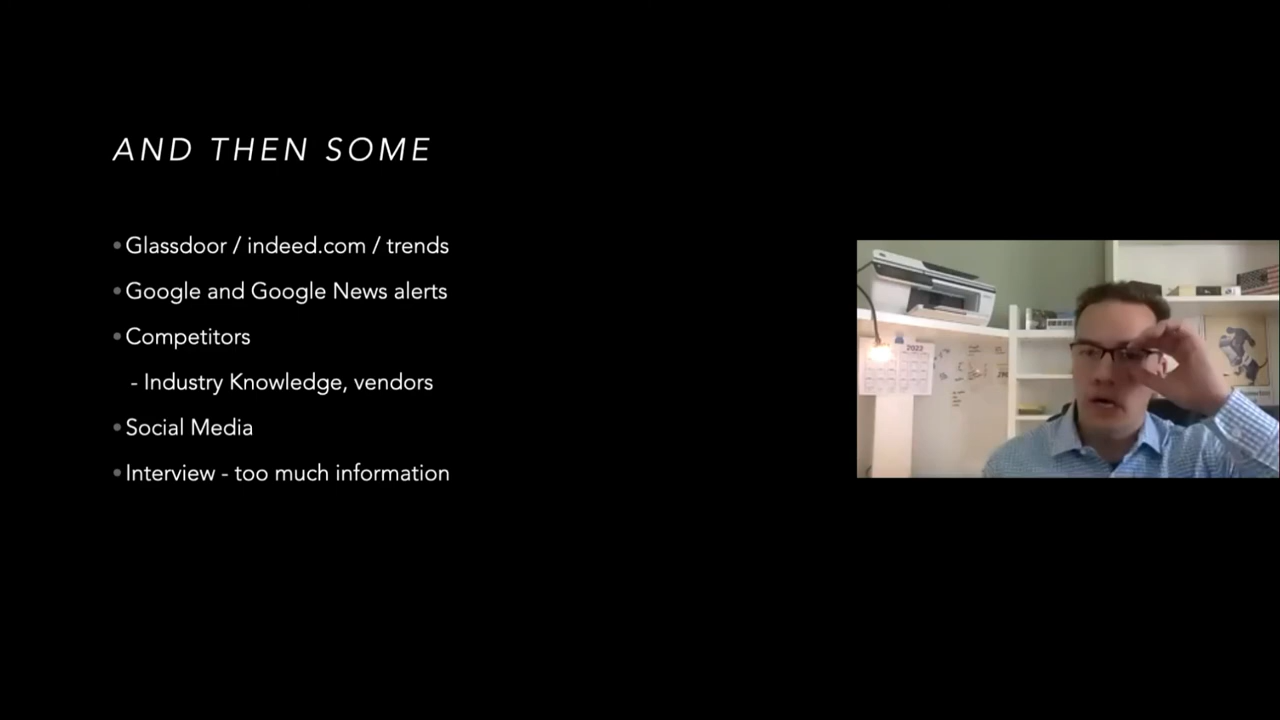 AND THEN SOME
• Glassdoor / indeed.com / trends
• Google and Google News alerts
• Competitors
- Industry Knowledge, vendors
• Social Media
• Interview - too much information
2022